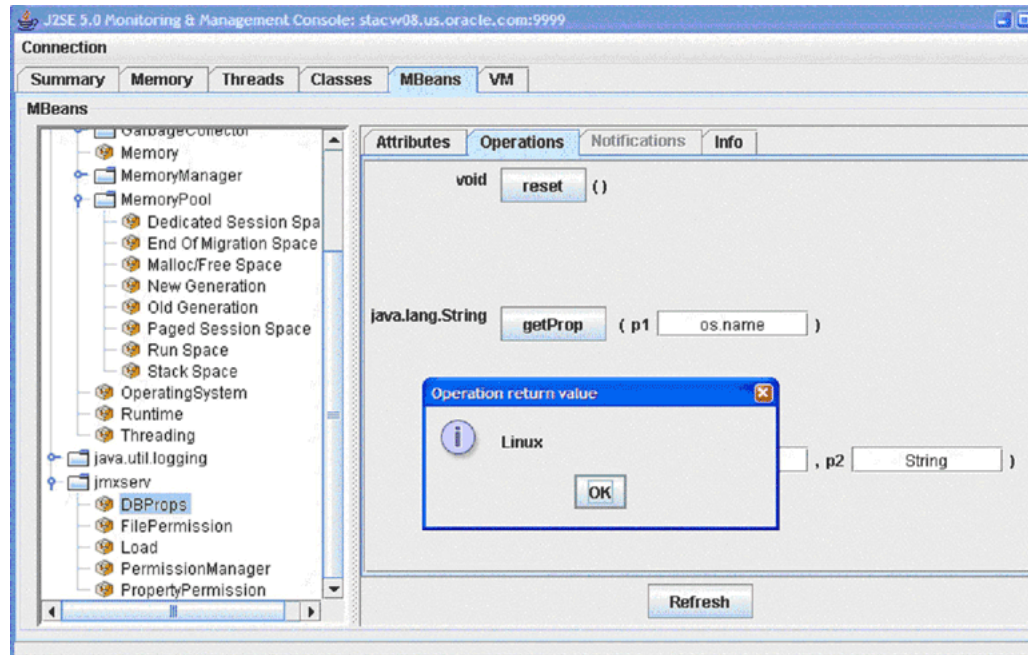 J2SE 5.0 Monitoring & Management Console: stacw08.us.oracle.com:9999
Connection
Summary Memory Threads Classes MBeans VM
MBeans
GarbageCollector
Memory
MemoryManager
MemoryPool
Dedicated Session Spa
End Of Migration Space
Malloc/Free Space
New Generation
Old Generation
Paged Session Space
Run Space
Stack Space
OperatingSystem
Runtime
Threading
java.util.logging
jmxserv
DBProps
FilePermission
Load
PermissionManager
PropertyPermission
Attributes Operations Notifications Info
void reset ( )
java.lang.String getProp ( p1 os.name )
Operation return value
Linux
OK
, p2 String )
Refresh